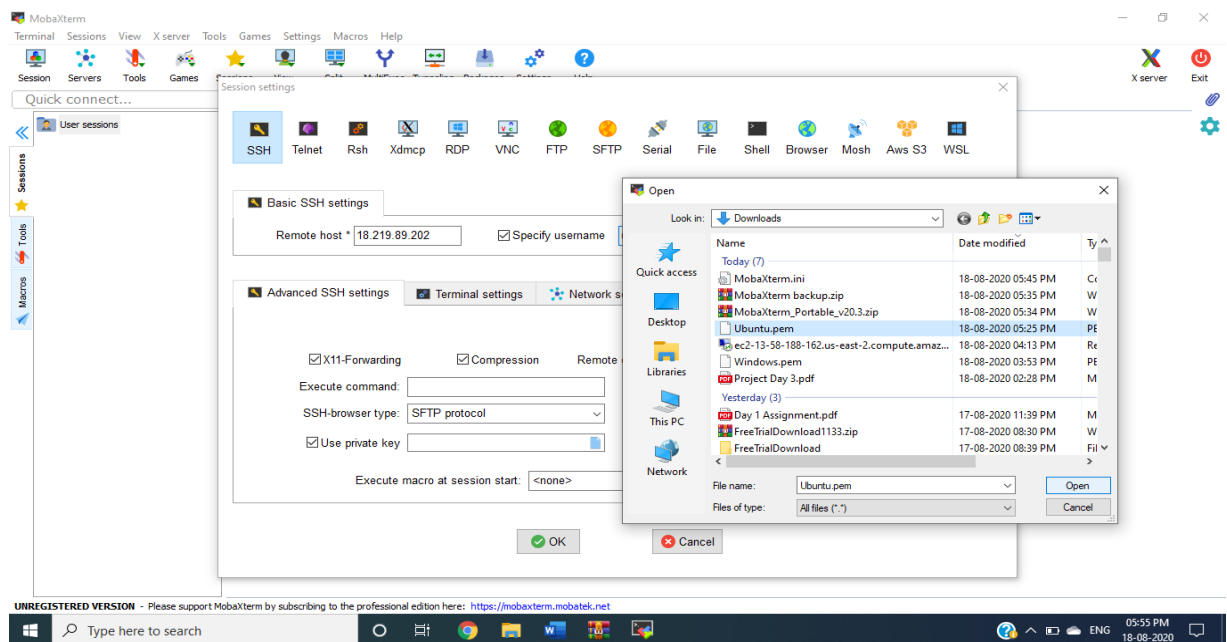 MobaXterm
Terminal Sessions View X server Tools Games Settings Macros Help
Session Servers Tools Games
X server Exit
Quick connect...
User sessions
Sessions
Tools
Macros
Session settings
SSH Telnet Rsh Xdmcp RDP VNC FTP SFTP Serial File Shell Browser Mosh Aws S3 WSL
Basic SSH settings
Remote host * 18.219.89.202 Specify username
Advanced SSH settings Terminal settings Network s
X11-Forwarding Compression Remote
Execute command:
SSH-browser type: SFTP protocol
Use private key
Execute macro at session start: <none>
OK Cancel
Open
Look in: Downloads
Quick access
Desktop
Libraries
This PC
Network
Name Date modified Ty
Today (7)
MobaXterm.ini 18-08-2020 05:45 PM Co
MobaXterm backup.zip 18-08-2020 05:35 PM W
MobaXterm_Portable_v20.3.zip 18-08-2020 05:34 PM W
Ubuntu.pem 18-08-2020 05:25 PM PE
ec2-13-58-188-162.us-east-2.compute.amaz... 18-08-2020 04:13 PM Re
Windows.pem 18-08-2020 03:53 PM PE
Project Day 3.pdf 18-08-2020 02:28 PM M
Yesterday (3)
Day 1 Assignment.pdf 17-08-2020 11:39 PM M
FreeTrialDownload1133.zip 17-08-2020 08:30 PM W
FreeTrialDownload 17-08-2020 08:39 PM Fil
File name: Ubuntu.pem Open
Files of type: All files (*.*) Cancel
UNREGISTERED VERSION - Please support MobaXterm by subscribing to the professional edition here: https://mobaxterm.mobatek.net
Type here to search
ENG
05:55 PM
18-08-2020